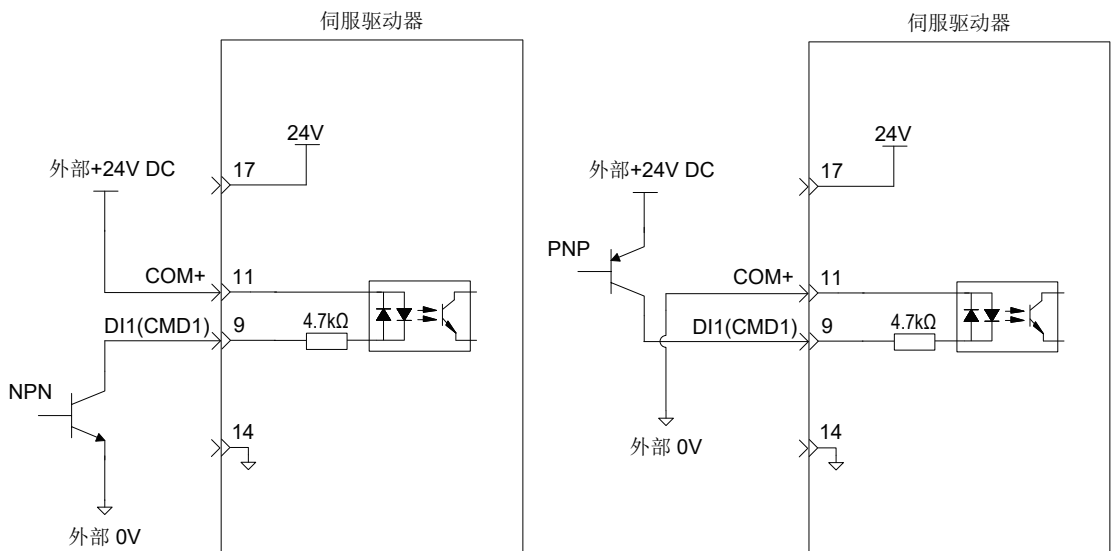 伺服驱动器
24V
17
外部+24V DC
COM+
11
DI1(CMD1)
9
4.7kΩ
NPN
14
外部 0V
伺服驱动器
24V
17
外部+24V DC
PNP
COM+
11
DI1(CMD1)
9
4.7kΩ
14
外部 0V